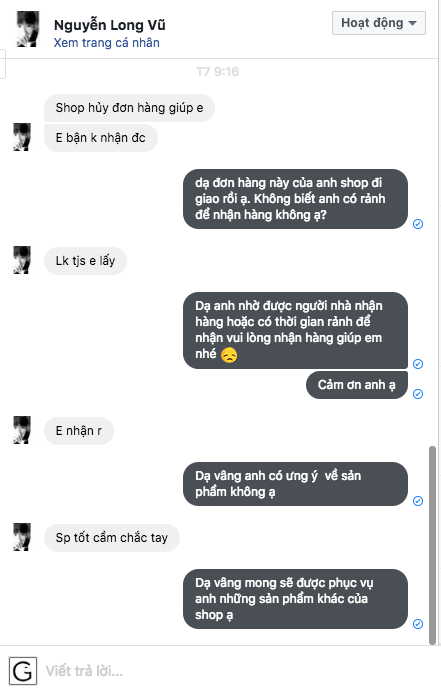 Nguyễn Long Vũ
Xem trang cá nhân
Hoạt động
T7 9:16
Shop hủy đơn hàng giúp e
E bận k nhận đc
dạ đơn hàng này của anh shop đi
giao rồi ạ. Không biết anh có rảnh
để nhận hàng không ạ?
Lk tjs e lấy
Dạ anh nhờ được người nhà nhận
hàng hoặc có thời gian rảnh để
nhận vui lòng nhận hàng giúp em
nhé 😞
Cảm ơn anh ạ
E nhận r
Dạ vâng anh có ưng ý về sản
phẩm không ạ
Sp tốt cầm chắc tay
Dạ vâng mong sẽ được phục vụ
anh những sản phẩm khác của
shop ạ
G
Viết trả lời...